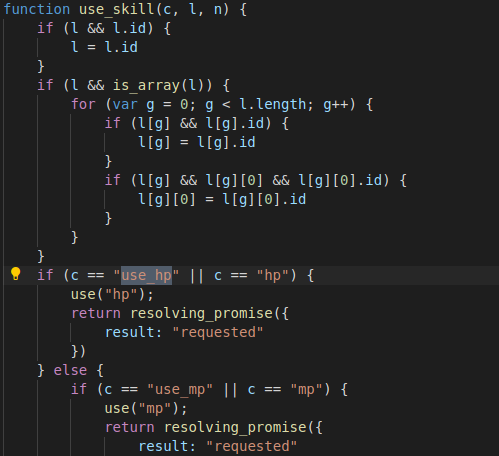 function use_skill(c, l, n) {
    if (l && l.id) {
        l = l.id
    }
    if (l && is_array(l)) {
        for (var g = 0; g < l.length; g++) {
            if (l[g] && l[g].id) {
                l[g] = l[g].id
            }
            if (l[g] && l[g][0] && l[g][0].id) {
                l[g][0] = l[g][0].id
            }
        }
    }
    if (c == "use_hp" || c == "hp") {
        use("hp");
        return resolving_promise({
            result: "requested"
        })
    } else {
        if (c == "use_mp" || c == "mp") {
            use("mp");
            return resolving_promise({
                result: "requested"